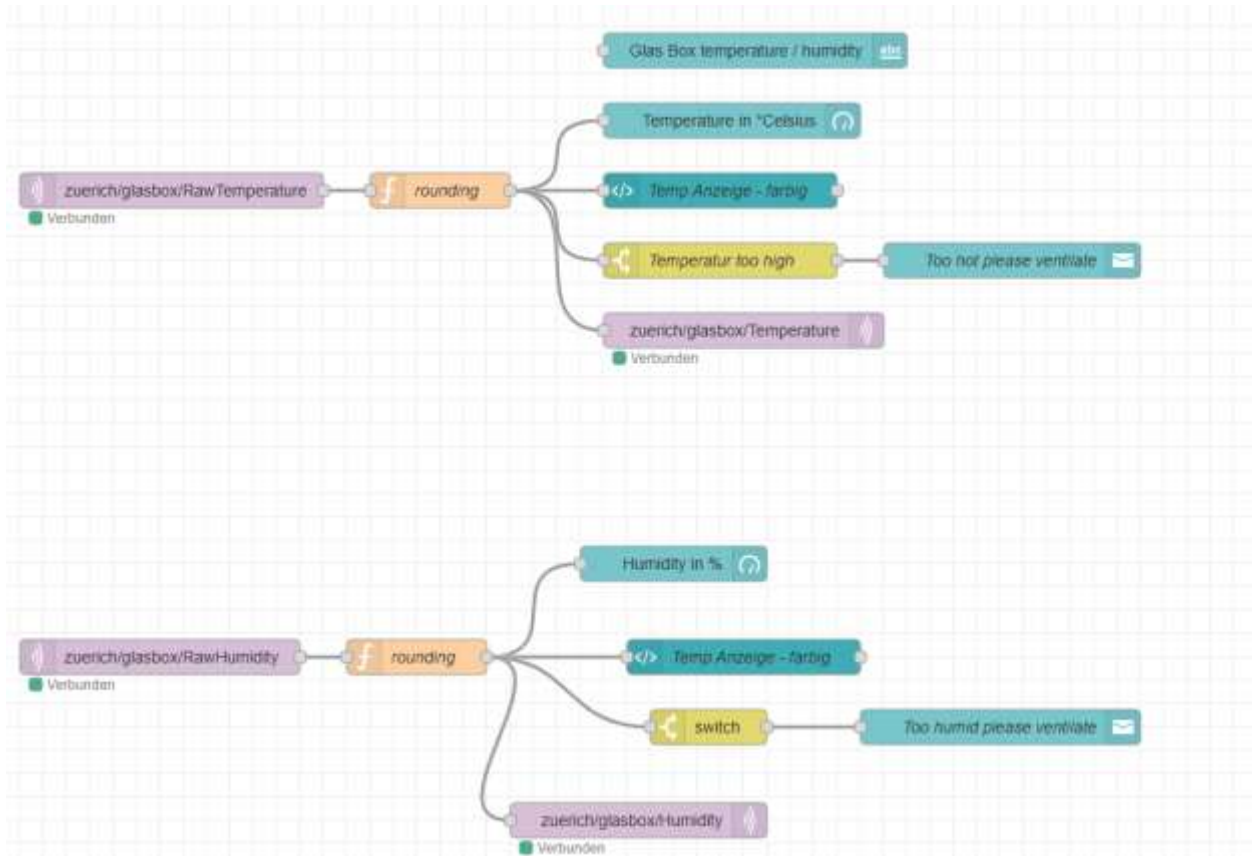 Glas Box temperature / humidity
abc
Temperature in °Celsius
zuerich/glasbox/RawTemperature
rounding
</> Temp Anzeige - farbig
Verbunden
Temperatur too high
Too hot please ventilate
zuerich/glasbox/Temperature
Verbunden
Humidity in %
zuerich/glasbox/RawHumidity
rounding
</> Temp Anzeige - farbig
Verbunden
switch
Too humid please ventilate
zuerich/glasbox/Humidity
Verbunden